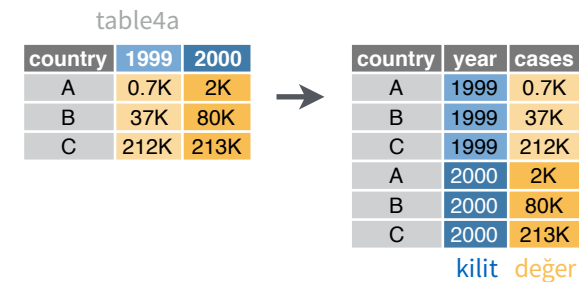 table4a
country 1999 2000
A 0.7K 2K
B 37K 80K
C 212K 213K
country year cases
A 1999 0.7K
B 1999 37K
C 1999 212K
A 2000 2K
B 2000 80K
C 2000 213K
kilit değer